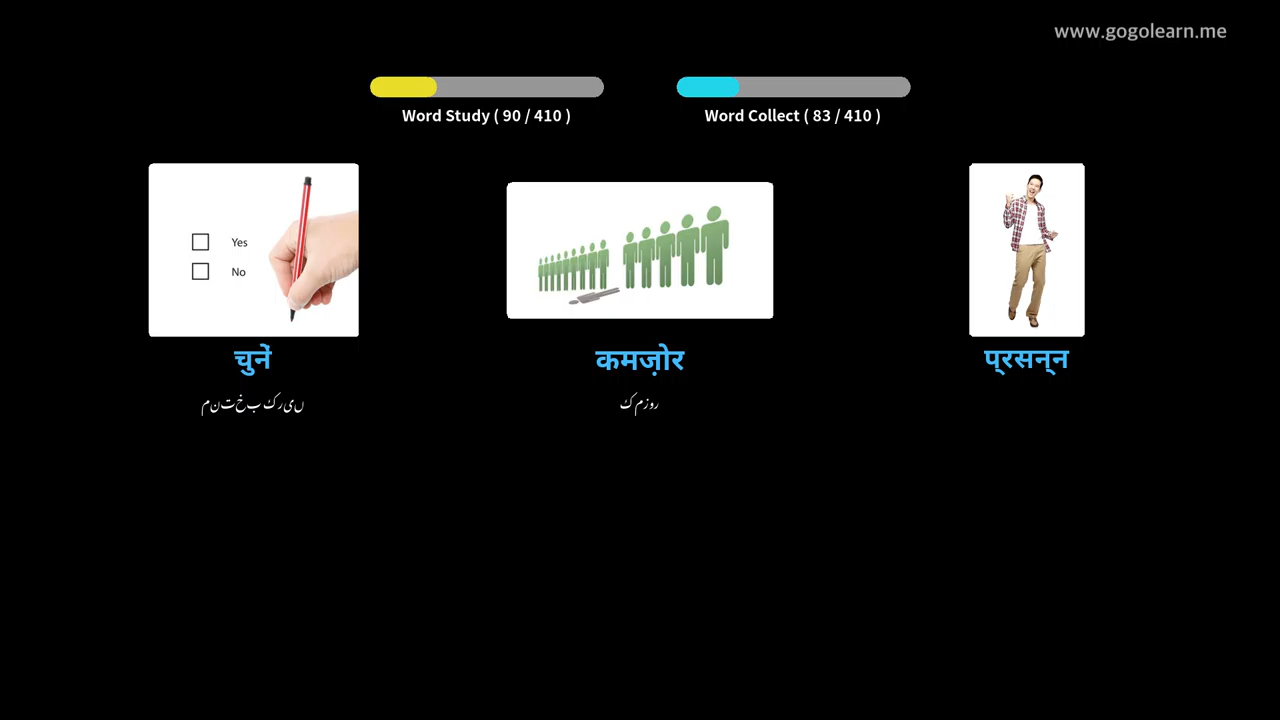 www.gogolearn.me
Word Study ( 90 / 410 )
Word Collect ( 83 / 410 )
Yes
No
चुनें
कमज़ोर
प्रसन्न
منتخب کریں
کمزور